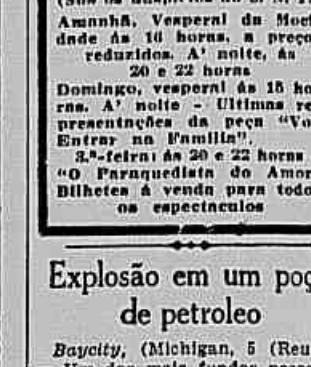 Amanhã, Vesperal da Moci
dade ás 16 horas, a preço
reduzidos. A' noite, ás
20 e 22 horas
Domingo, vesperal ás 15 ho
ras. A' noite - Ultimas re
presentações da peça "Vo
Entrar na Familia".
3.ª-feira: ás 20 e 22 horas
"O Paraquedista do Amor
Bilhetes á venda para todo
os espectaculos
Explosão em um poç
de petroleo
Baycity, (Michigan, 5 (Reu